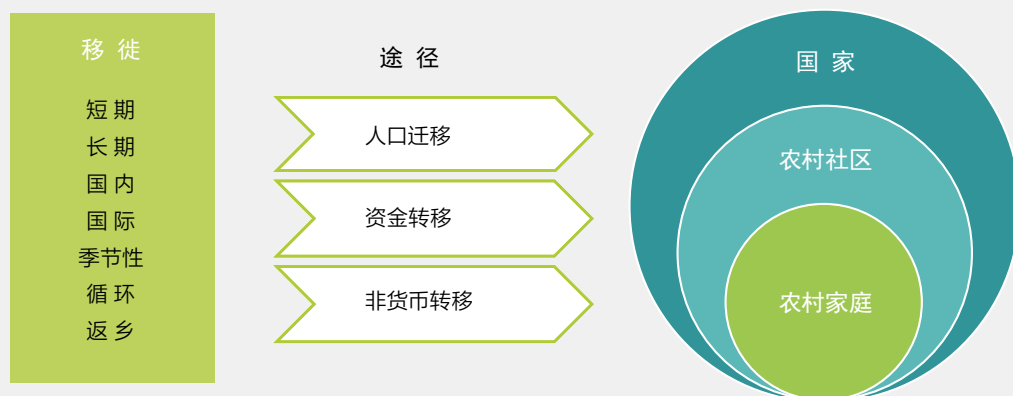 移 徙
短 期
长 期
国 内
国 际
季节性
循 环
返 乡
途 径
人口迁移
资金转移
非货币转移
国 家
农村社区
农村家庭